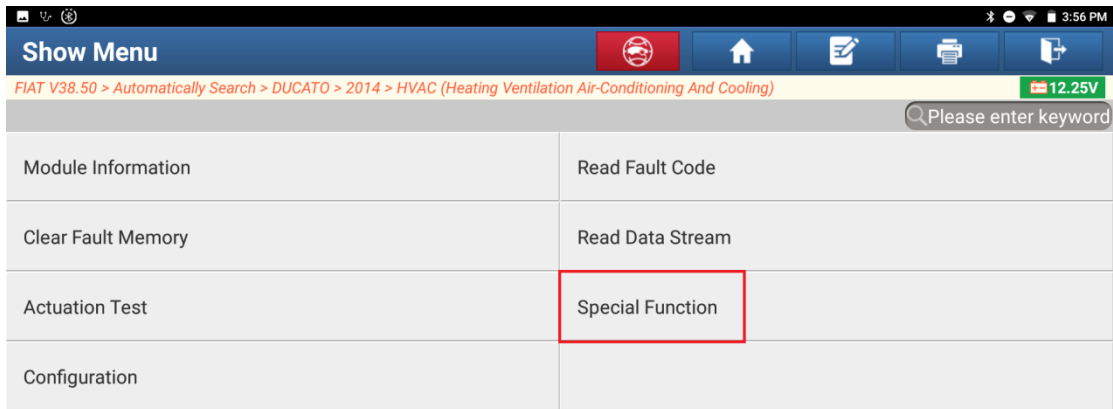 3:56 PM
Show Menu
FIAT V38.50 > Automatically Search > DUCATO > 2014 > HVAC (Heating Ventilation Air-Conditioning And Cooling)
12.25V
Please enter keyword
Module Information
Read Fault Code
Clear Fault Memory
Read Data Stream
Actuation Test
Special Function
Configuration